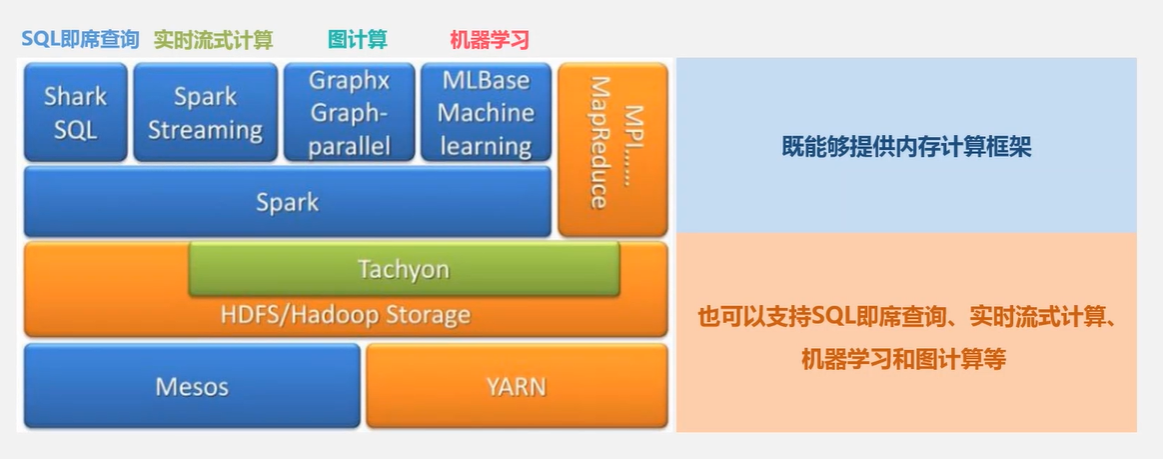 SQL即席查询 实时流式计算 图计算 机器学习
Shark
SQL
Spark
Streaming
Graphx
Graph-
parallel
MLBase
Machine
learning
MPI……
MapReduce
Spark
Tachyon
HDFS/Hadoop Storage
Mesos
YARN
既能够提供内存计算框架
也可以支持SQL即席查询、实时流式计算、
机器学习和图计算等